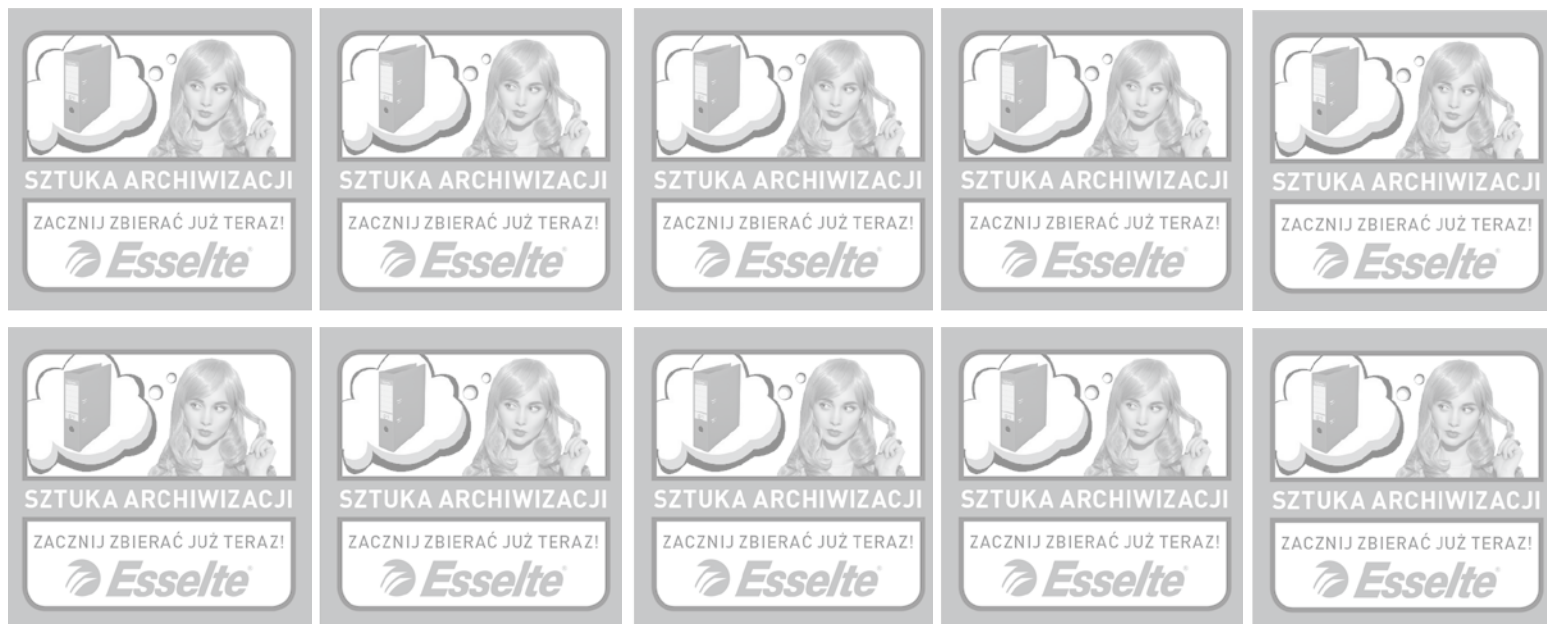 SZTUKA ARCHIWIZACJI SZTUKA ARCHIWIZACJI SZTUKA ARCHIWIZACJI SZTUKA ARCHIWIZACJI SZTUKA ARCHIWIZACJI
ZACZNIJ ZBIERAĆ JUŻ TERAZ! ZACZNIJ ZBIERAĆ JUŻ TERAZ! ZACZNIJ ZBIERAĆ JUŻ TERAZ! ZACZNIJ ZBIERAĆ JUŻ TERAZ! ZACZNIJ ZBIERAĆ JUŻ TERAZ!
Esselte Esselte Esselte Esselte Esselte
SZTUKA ARCHIWIZACJI SZTUKA ARCHIWIZACJI SZTUKA ARCHIWIZACJI SZTUKA ARCHIWIZACJI SZTUKA ARCHIWIZACJI
ZACZNIJ ZBIERAĆ JUŻ TERAZ! ZACZNIJ ZBIERAĆ JUŻ TERAZ! ZACZNIJ ZBIERAĆ JUŻ TERAZ! ZACZNIJ ZBIERAĆ JUŻ TERAZ! ZACZNIJ ZBIERAĆ JUŻ TERAZ!
Esselte Esselte Esselte Esselte Esselte